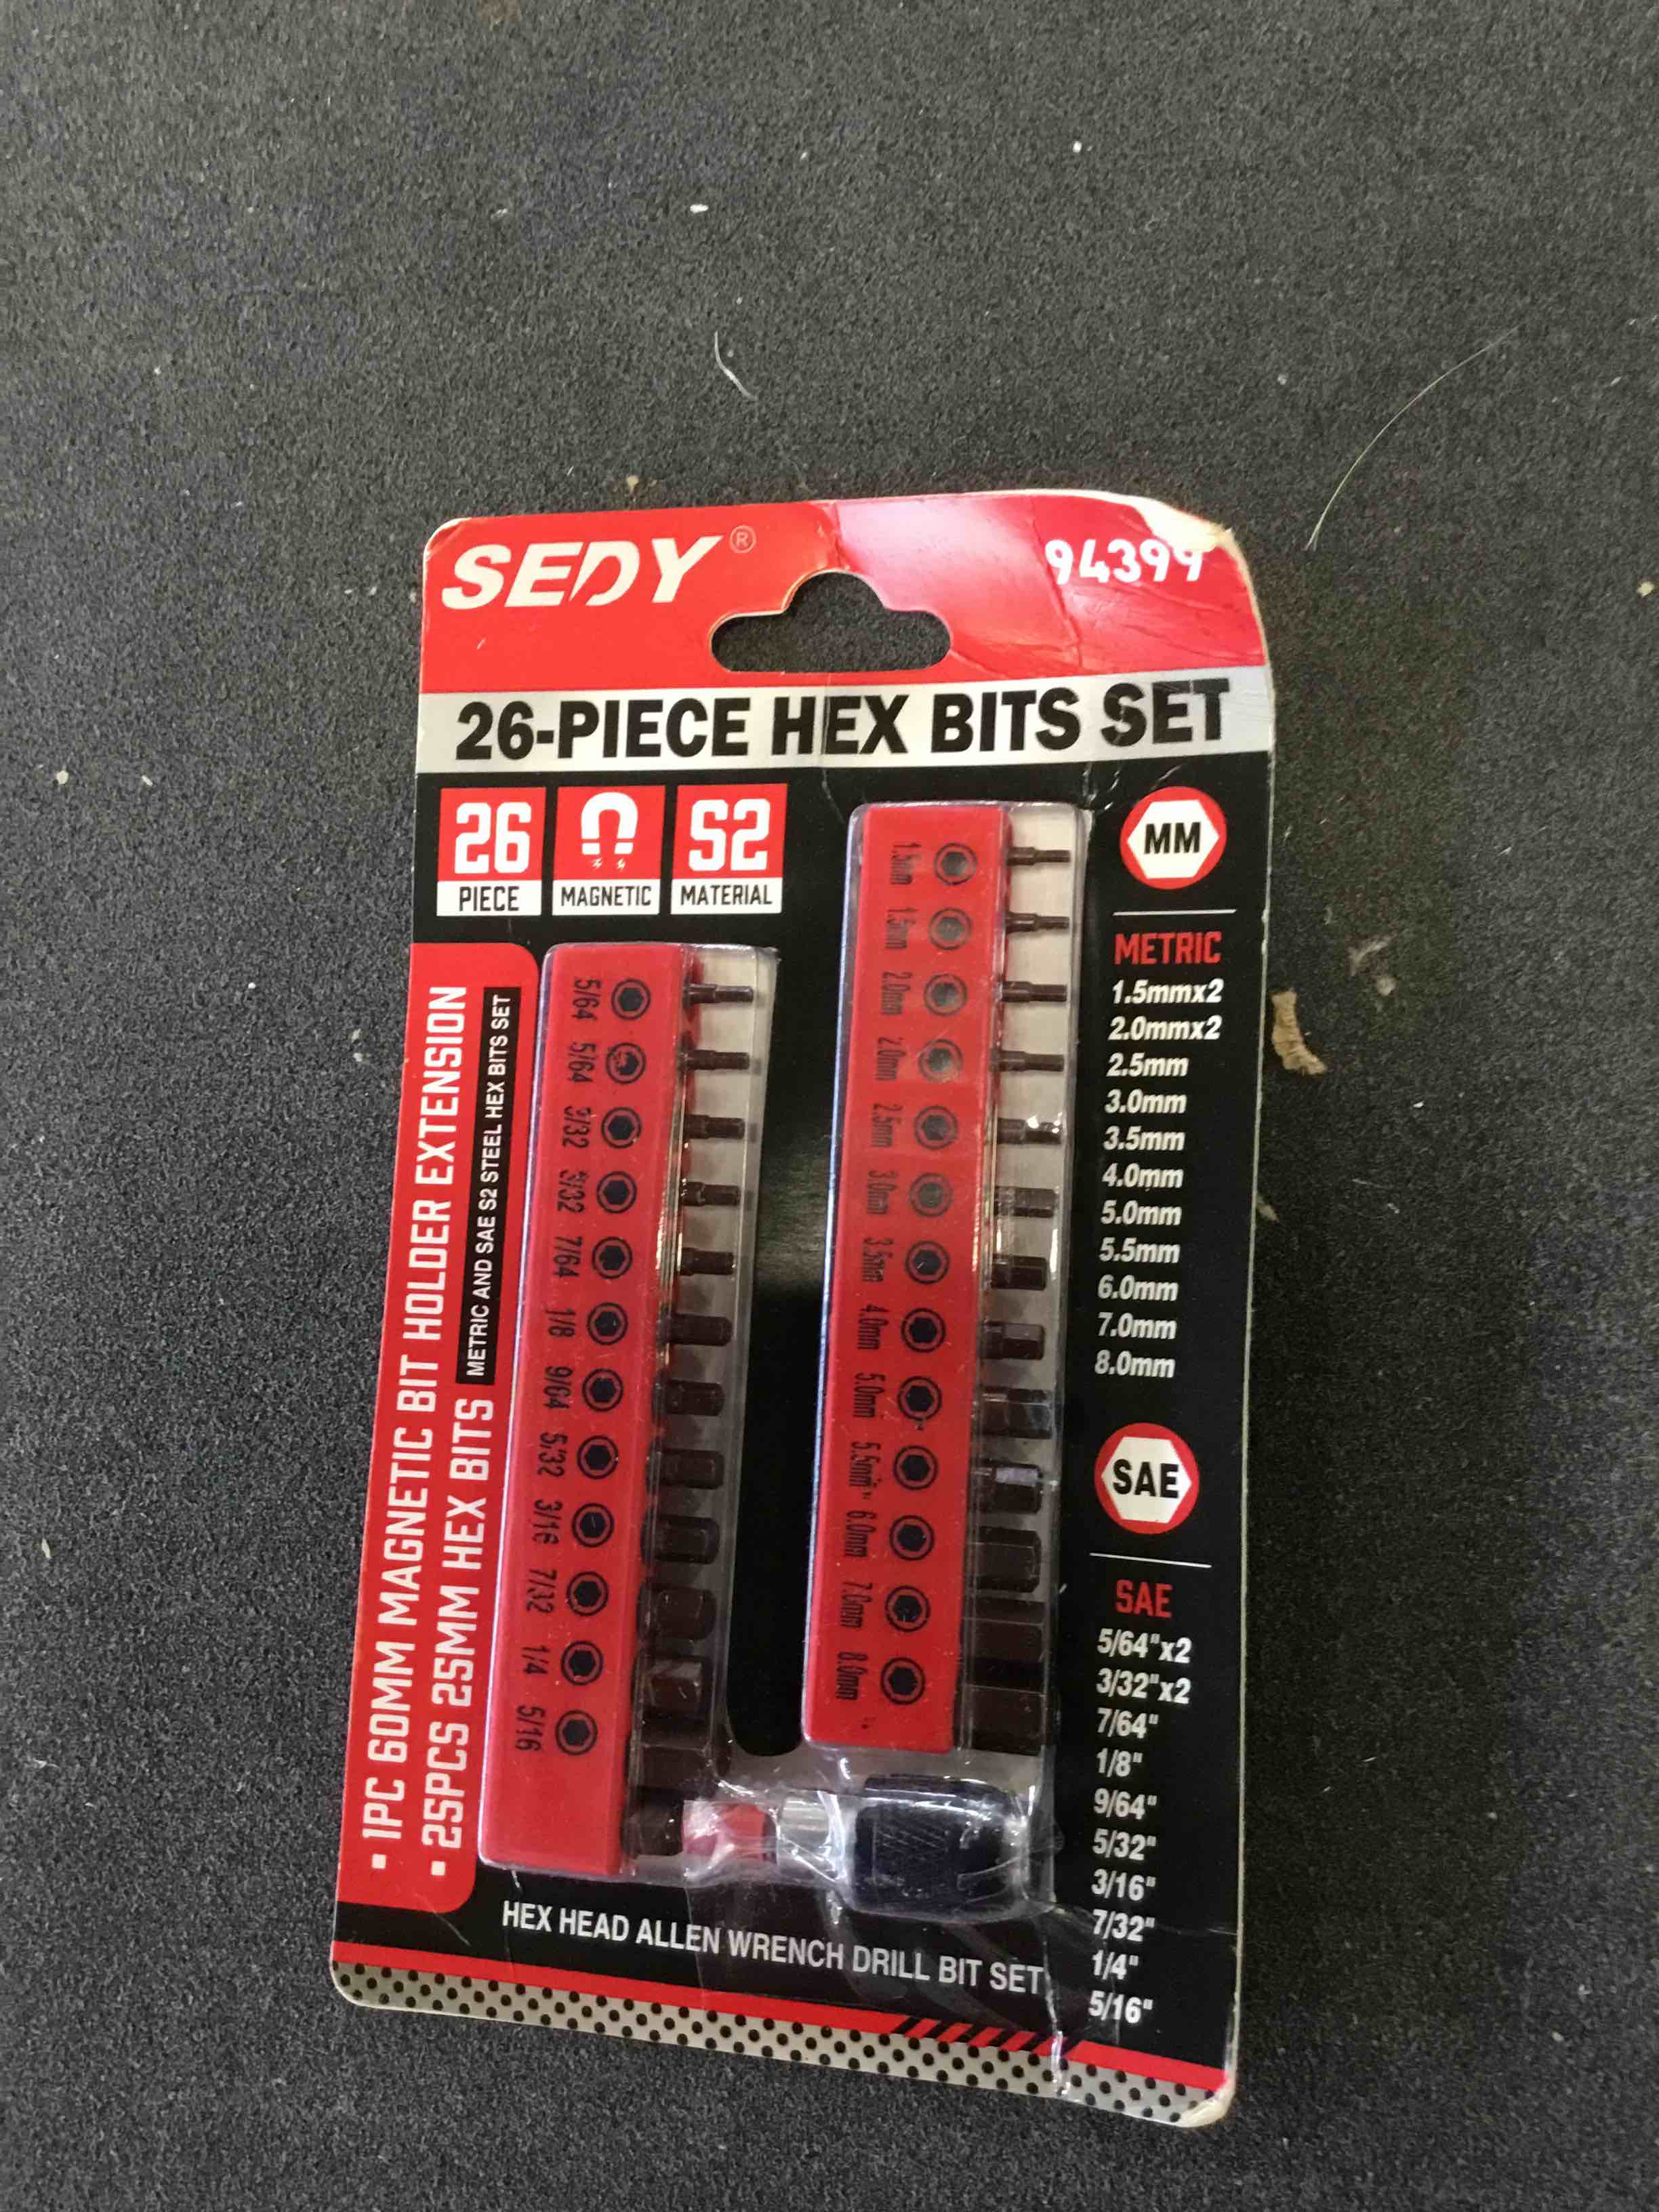 SEDY®
94399
26-PIECE HEX BITS SET
26
PIECE
MAGNETIC
S2
MATERIAL
• 1PC 60MM MAGNETIC BIT HOLDER EXTENSION
• 25PCS 25MM HEX BITS
METRIC AND SAE S2 STEEL HEX BITS SET
5/64
5/64
3/32
3/32
7/64
1/8
9/64
5/32
3/16
7/32
1/4
5/16
1.5mm
1.5mm
2.0mm
2.0mm
2.5mm
3.0mm
3.5mm
4.0mm
5.0mm
5.5mm
6.0mm
7.0mm
8.0mm
MM
METRIC
1.5mmx2
2.0mmx2
2.5mm
3.0mm
3.5mm
4.0mm
5.0mm
5.5mm
6.0mm
7.0mm
8.0mm
SAE
SAE
5/64"x2
3/32"x2
7/64"
1/8"
9/64"
5/32"
3/16"
7/32"
1/4"
5/16"
HEX HEAD ALLEN WRENCH DRILL BIT SET